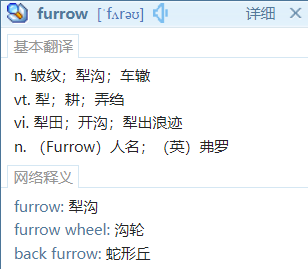 furrow [ˈfʌrəʊ] 详细
基本翻译
n. 皱纹；犁沟；车辙
vt. 犁；耕；弄绉
vi. 犁田；开沟；犁出浪迹
n. （Furrow）人名；（英）弗罗
网络释义
furrow: 犁沟
furrow wheel: 沟轮
back furrow: 蛇形丘